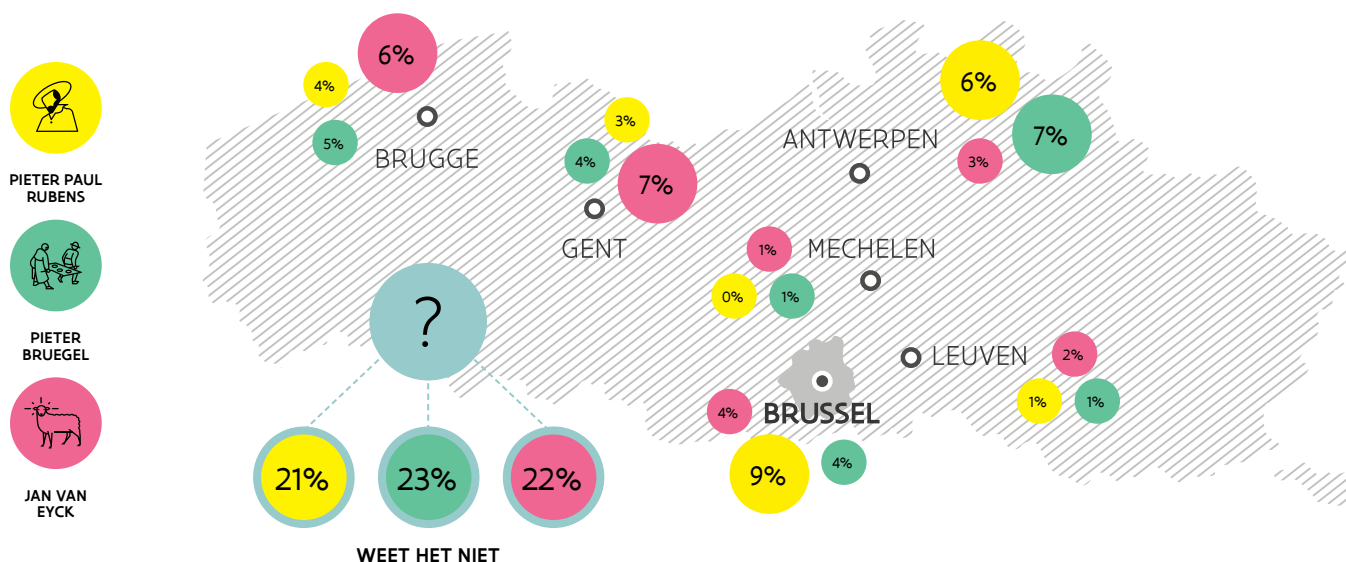 PIETER PAUL
RUBENS
PIETER
BRUEGEL
JAN VAN
EYCK
6%
4%
5%
BRUGGE
3%
4%
7%
GENT
ANTWERPEN
6%
7%
3%
1%
MECHELEN
0%
1%
LEUVEN
2%
1%
1%
4%
BRUSSEL
9%
4%
?
21%
23%
22%
WEET HET NIET